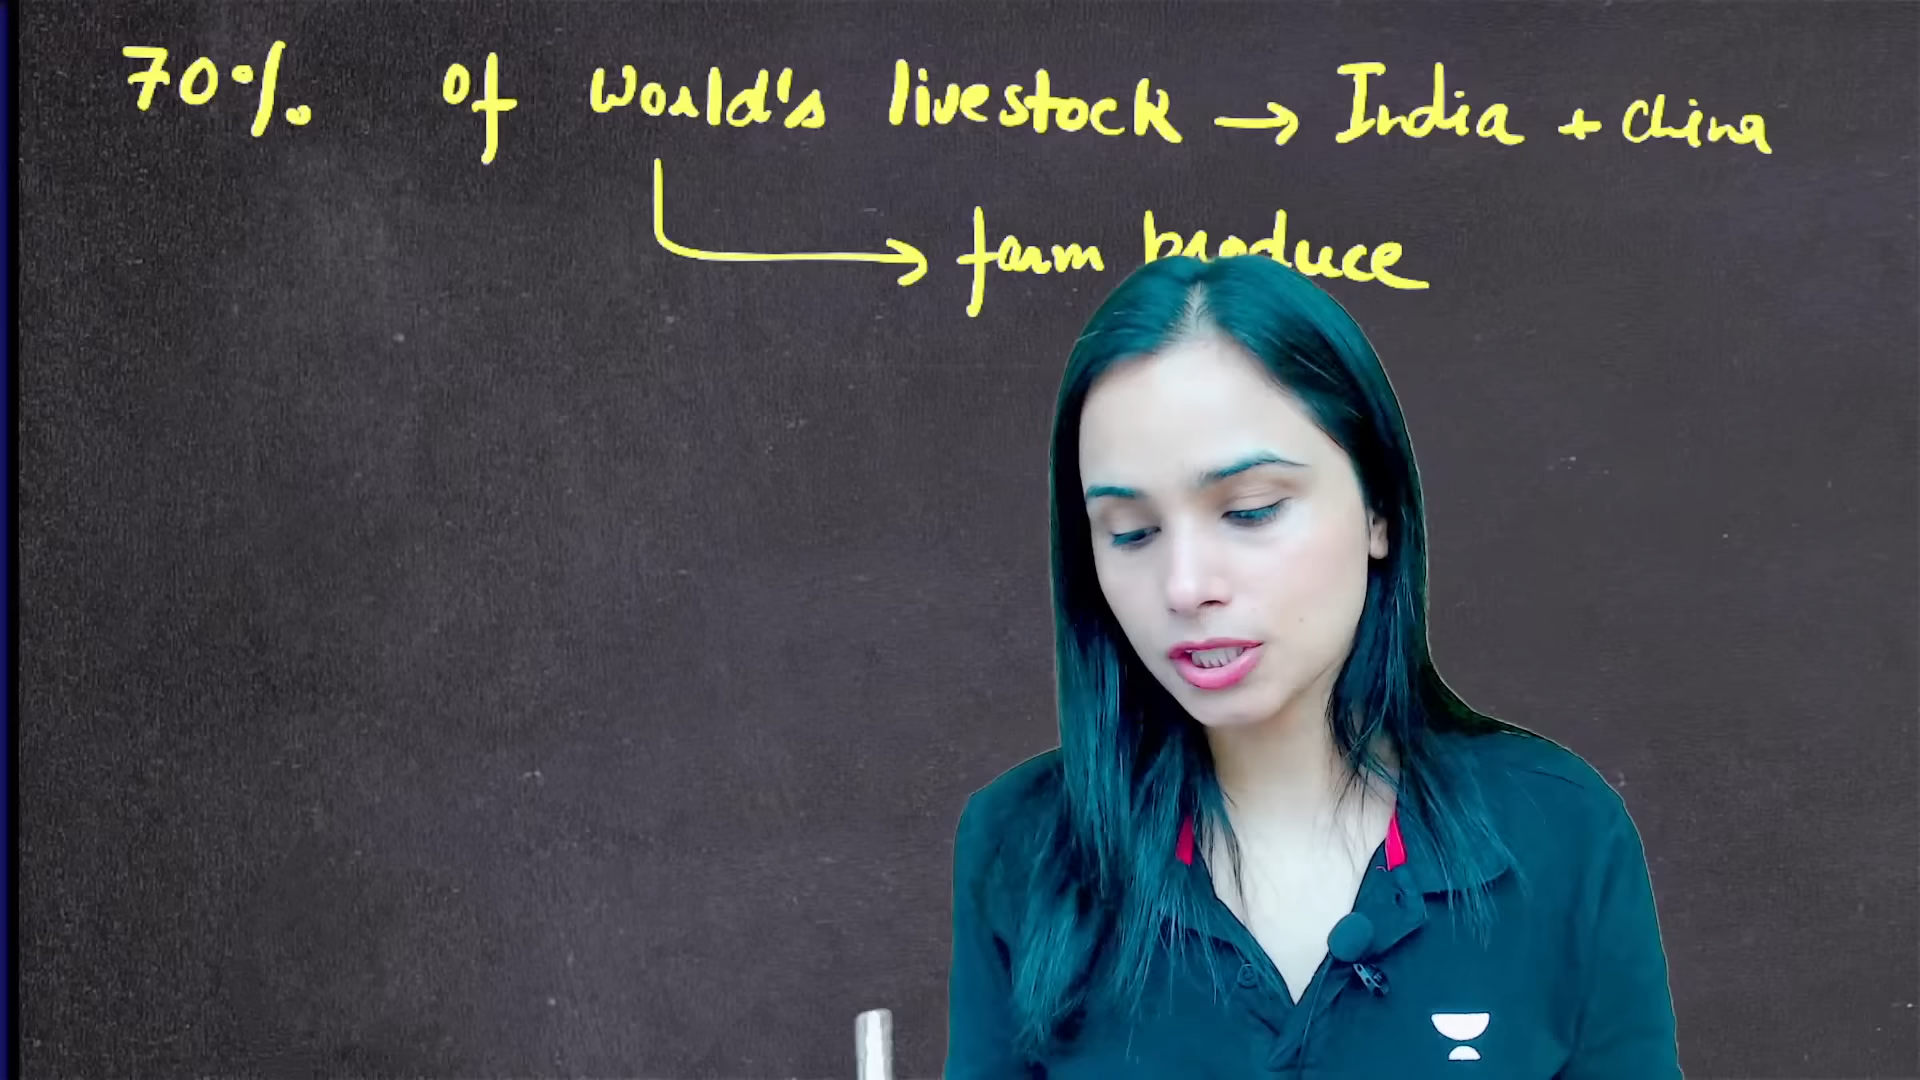 70% of world's livestock → India + China
→ farm produce